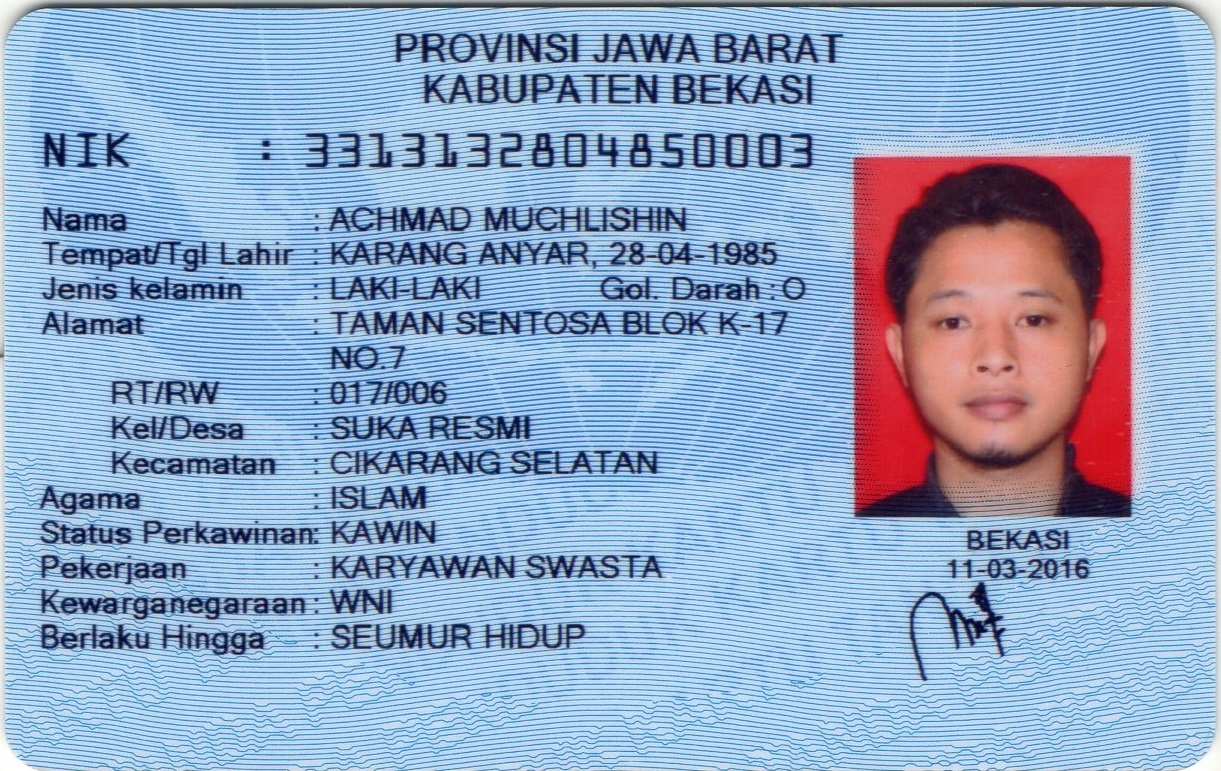 PROVINSI JAWA BARAT
KABUPATEN BEKASI
NIK : 3313132804850003
Nama : ACHMAD MUCHLISHIN
Tempat/Tgl Lahir : KARANG ANYAR, 28-04-1985
Jenis kelamin : LAKI-LAKI Gol. Darah : O
Alamat : TAMAN SENTOSA BLOK K-17
NO.7
RT/RW : 017/006
Kel/Desa : SUKA RESMI
Kecamatan : CIKARANG SELATAN
Agama : ISLAM
Status Perkawinan: KAWIN
Pekerjaan : KARYAWAN SWASTA
Kewarganegaraan : WNI
Berlaku Hingga : SEUMUR HIDUP
BEKASI
11-03-2016